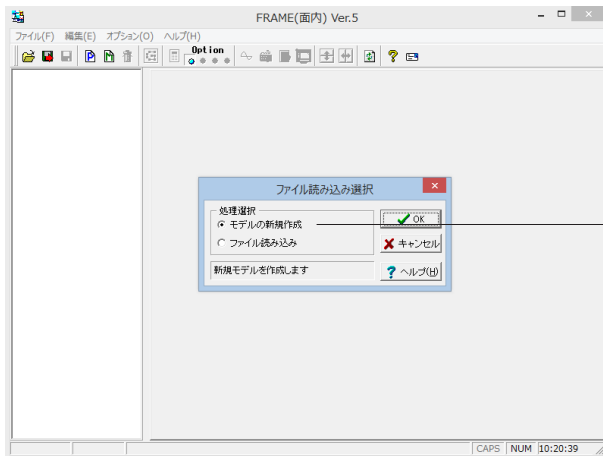 FRAME(面内) Ver.5
ファイル(F) 編集(E) オプション(O) ヘルプ(H)
Option
ファイル読み込み選択
処理選択
モデルの新規作成
ファイル読み込み
新規モデルを作成します
OK
キャンセル
ヘルプ(H)
CAPS NUM 10:20:39